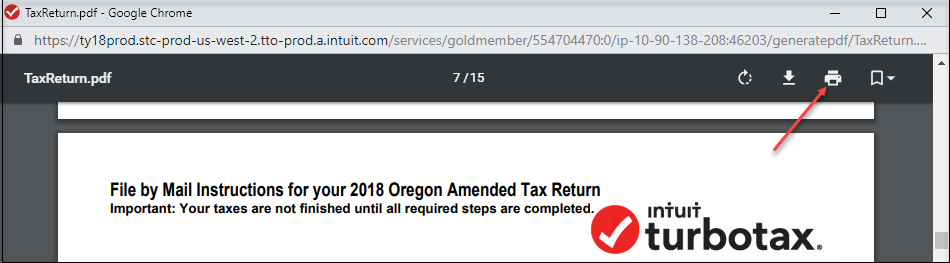 TaxReturn.pdf - Google Chrome
https://ty18prod.stc-prod-us-west-2.tto-prod.a.intuit.com/services/goldmember/554704470:0/ip-10-90-138-208:46203/generatepdf/TaxReturn....
TaxReturn.pdf 7 / 15
File by Mail Instructions for your 2018 Oregon Amended Tax Return
Important: Your taxes are not finished until all required steps are completed.
intuit
turbotax®